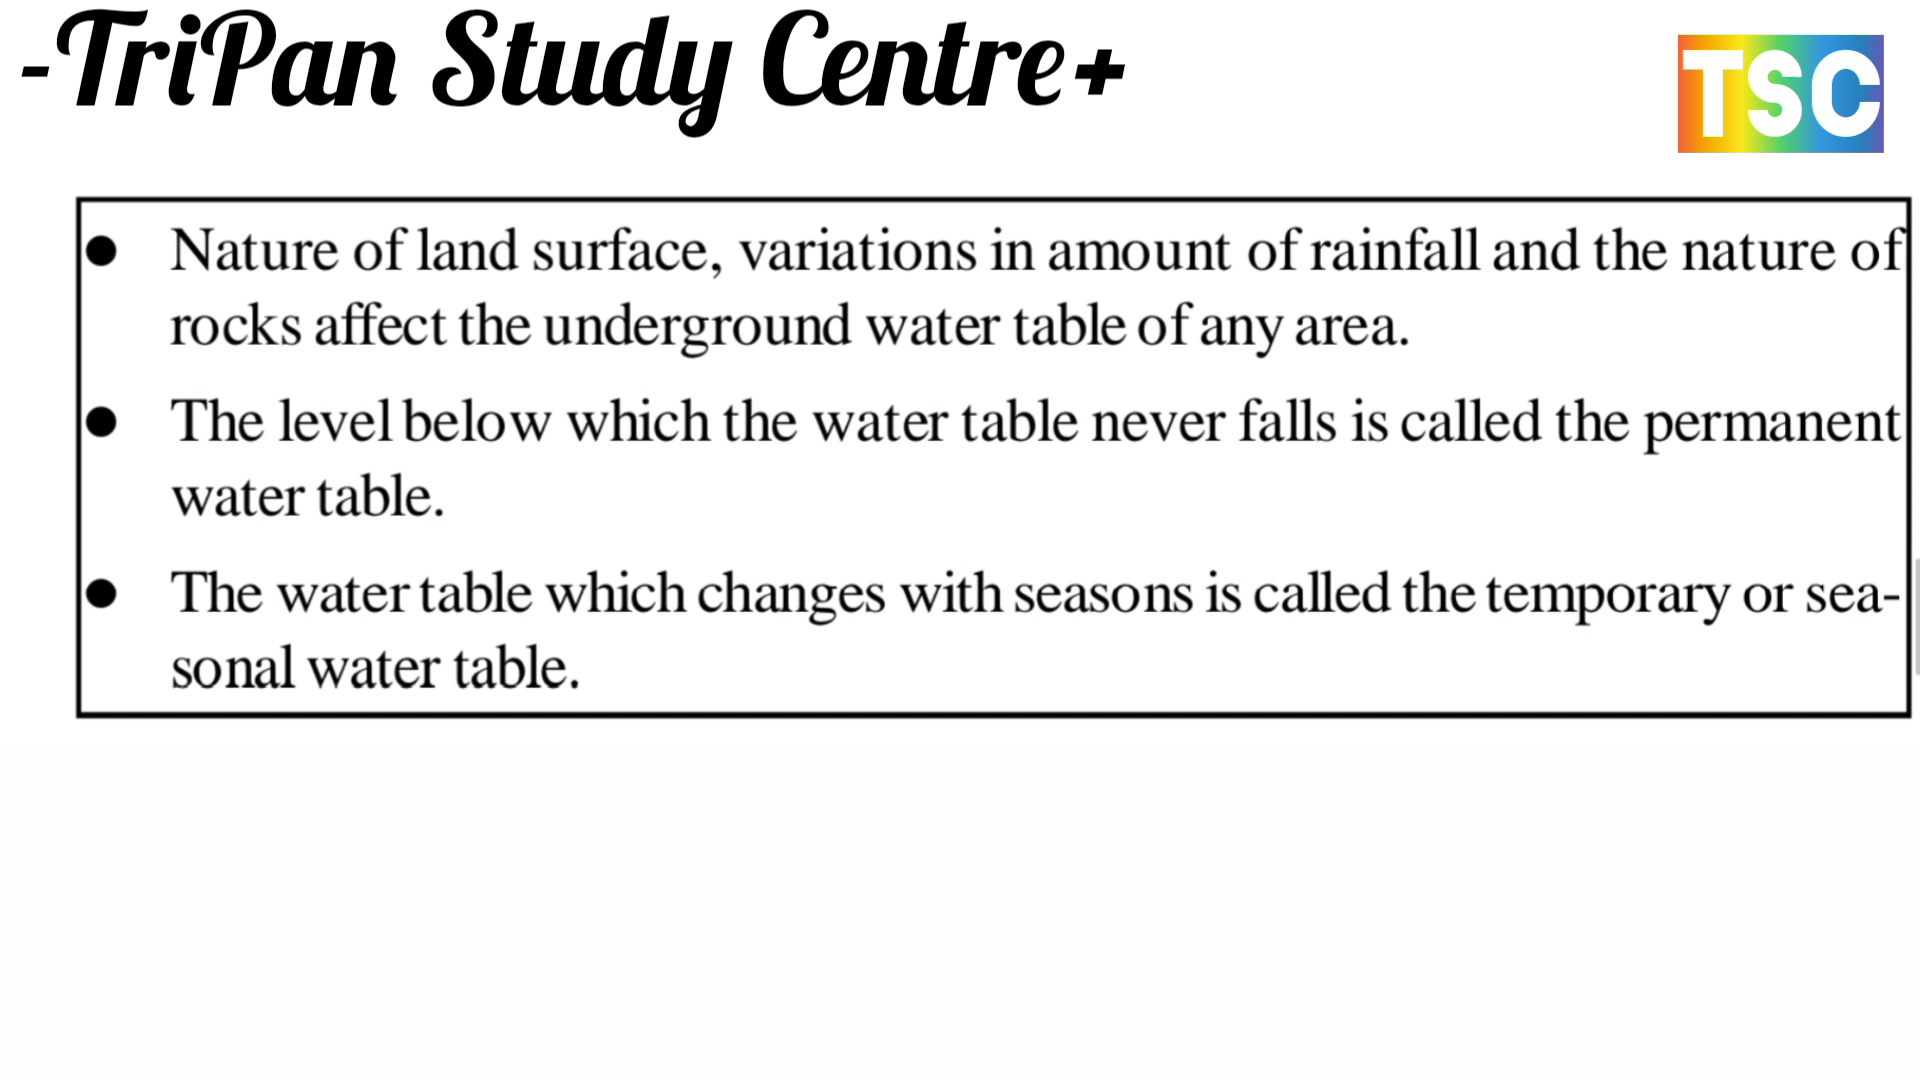 -TriPan Study Centre+
TSC
● Nature of land surface, variations in amount of rainfall and the nature of
rocks affect the underground water table of any area.
● The level below which the water table never falls is called the permanent
water table.
● The water table which changes with seasons is called the temporary or sea-
sonal water table.